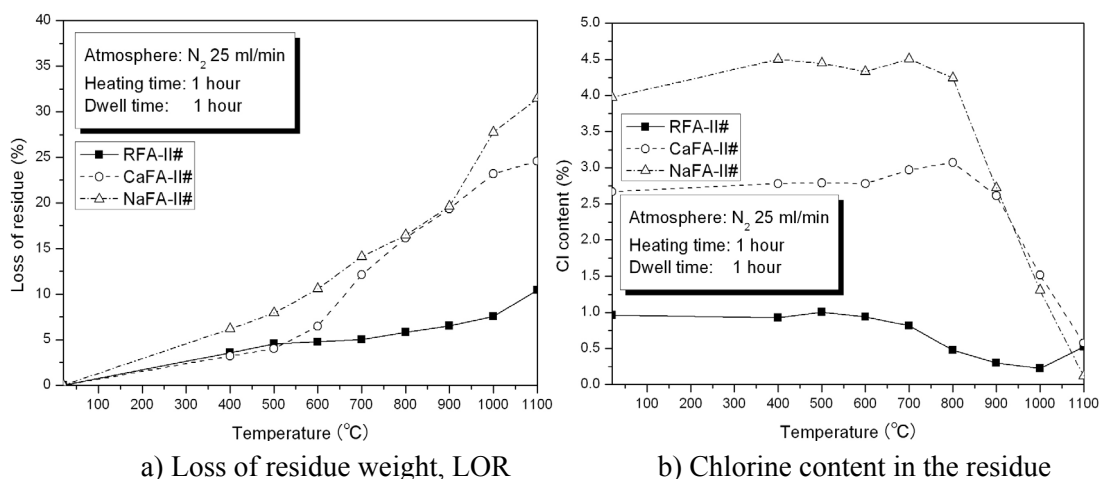 40
35
30
25
20
15
10
5
0
Loss of residue (%)
Atmosphere: N2 25 ml/min
Heating time: 1 hour
Dwell time: 1 hour
RFA-II#
CaFA-II#
NaFA-II#
100 200 300 400 500 600 700 800 900 1000 1100
Temperature (℃)
a) Loss of residue weight, LOR
5.0
4.5
4.0
3.5
3.0
2.5
2.0
1.5
1.0
0.5
0.0
Cl content (%)
RFA-II#
CaFA-II#
NaFA-II#
Atmosphere: N2 25 ml/min
Heating time: 1 hour
Dwell time: 1 hour
100 200 300 400 500 600 700 800 900 1000 1100
Temperature (℃)
b) Chlorine content in the residue